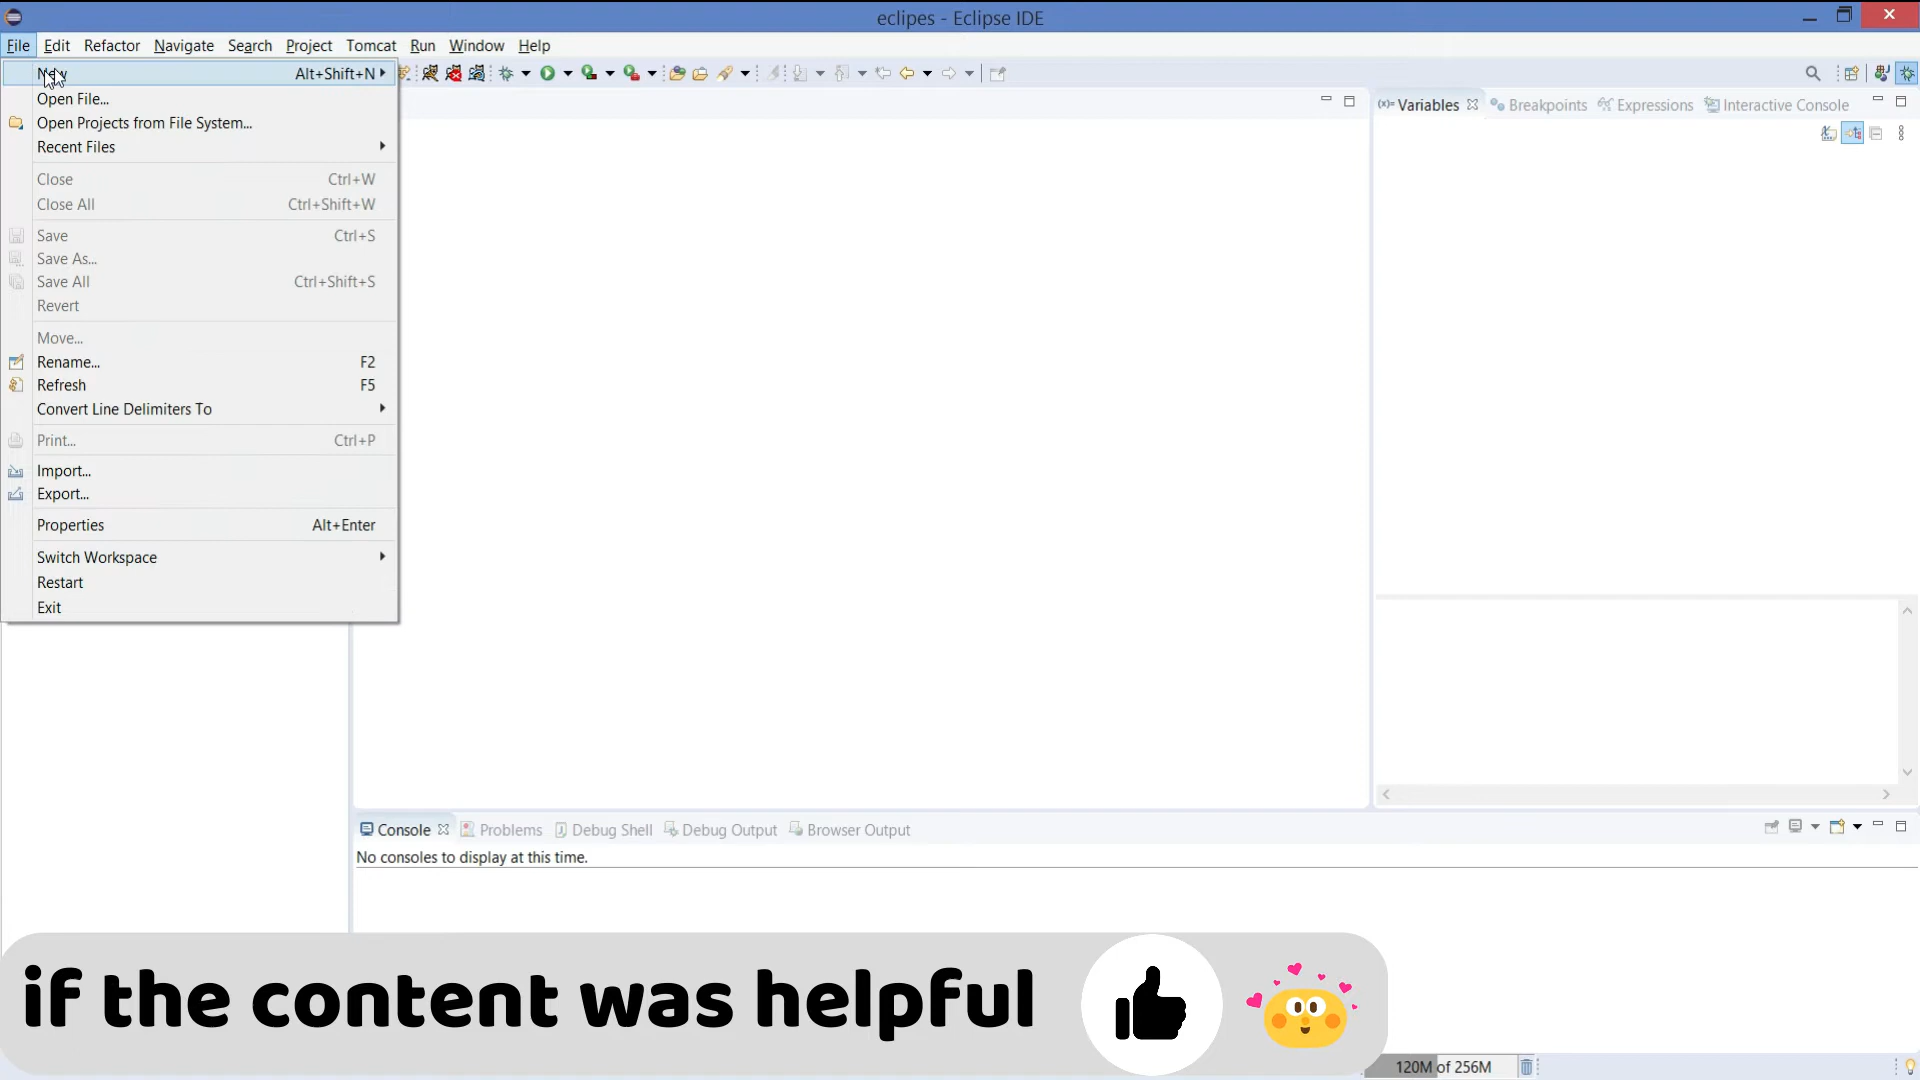 eclipes - Eclipse IDE
File Edit Refactor Navigate Search Project Tomcat Run Window Help
New Alt+Shift+N
Open File...
Open Projects from File System...
Recent Files
Close Ctrl+W
Close All Ctrl+Shift+W
Save Ctrl+S
Save As...
Save All Ctrl+Shift+S
Revert
Move...
Rename... F2
Refresh F5
Convert Line Delimiters To
Print... Ctrl+P
Import...
Export...
Properties Alt+Enter
Switch Workspace
Restart
Exit
(x)= Variables Breakpoints Expressions Interactive Console
Console Problems Debug Shell Debug Output Browser Output
No consoles to display at this time.
if the content was helpful
120M of 256M